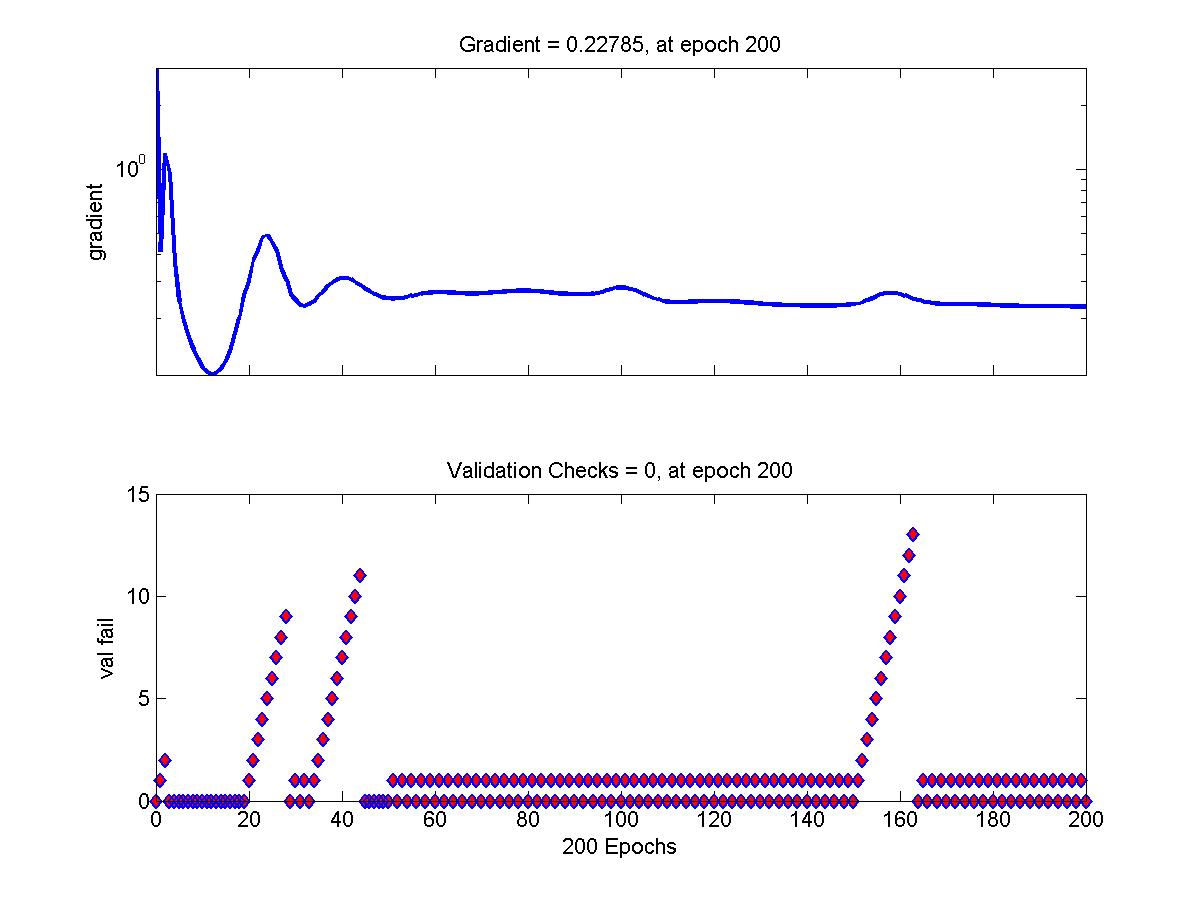 Gradient = 0.22785, at epoch 200
10^0
gradient
Validation Checks = 0, at epoch 200
15
10
5
0
val fail
0 20 40 60 80 100 120 140 160 180 200
200 Epochs